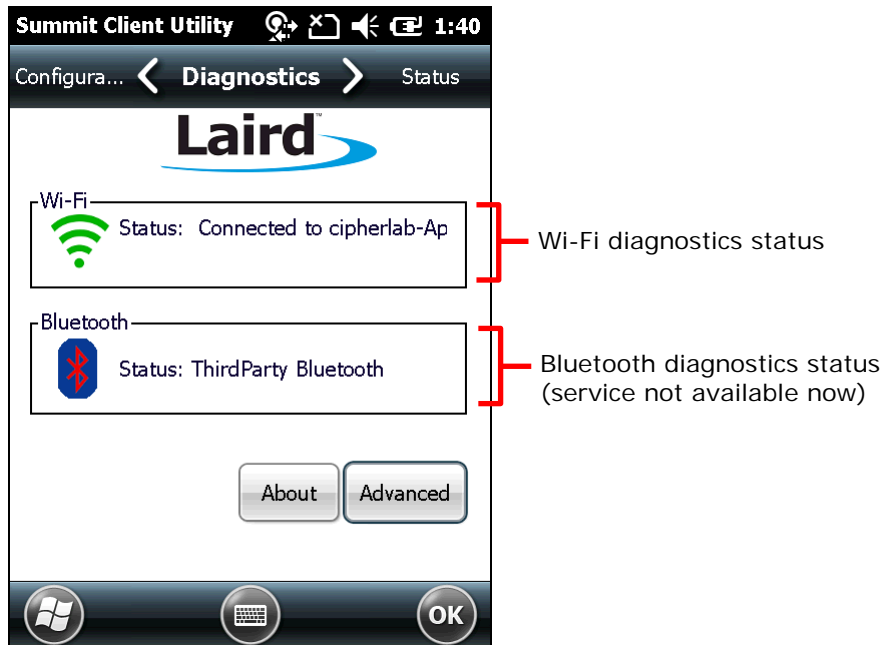 Summit Client Utility 1:40
Configura... Diagnostics Status
Laird™
Wi-Fi
Status: Connected to cipherlab-Ap
Wi-Fi diagnostics status
Bluetooth
Status: ThirdParty Bluetooth
Bluetooth diagnostics status
(service not available now)
About Advanced
OK